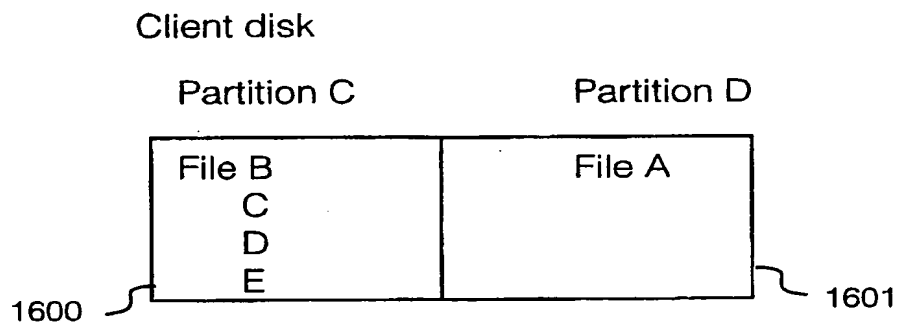 Client disk
Partition C Partition D
File B File A
C
D
E
1600 1601